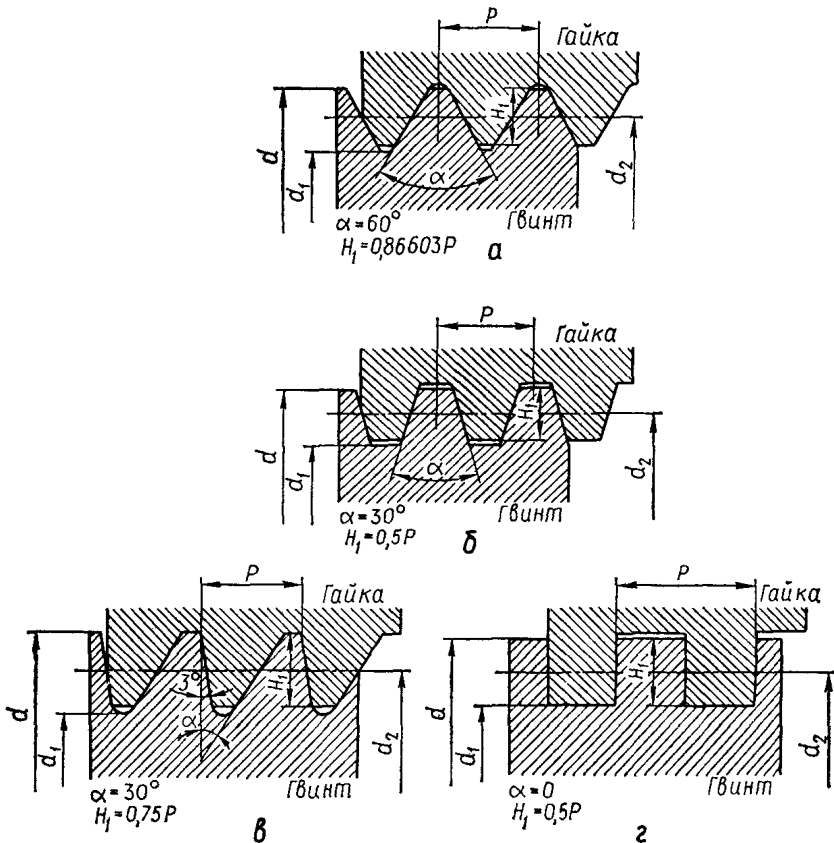 P
Гайка
H₁
d
d₁
α
d₂
α=60°
H₁=0,86603P
Гвинт
а
P
Гайка
H₁
d
d₁
α
d₂
α=30°
H₁=0,5P
Гвинт
б
P
Гайка
3°
H₁
d
d₁
α
d₂
α=30°
H₁=0,75P
Гвинт
в
P
Гайка
H₁
d
d₁
d₂
α=0
H₁=0,5P
Гвинт
г